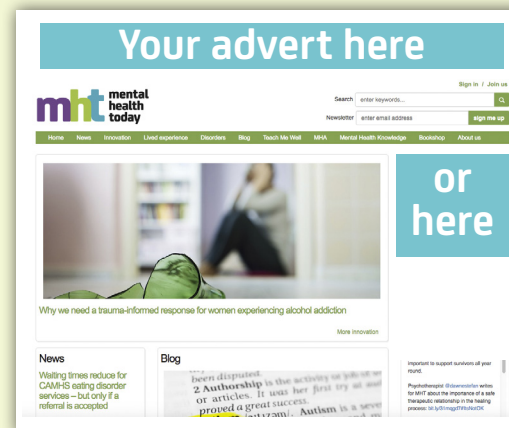 Your advert here
Sign in / Join us
mht mental
health
today
Search enter keywords...
Newsletter enter email address sign me up
Home News Innovation Lived experience Disorders Blog Teach Me Well MHA Mental Health Knowledge Bookshop About us
or
here
Why we need a trauma-informed response for women experiencing alcohol addiction
More innovation
News
Waiting times reduce for
CAMHS eating disorder
services – but only if a
referral is accepted
Blog
been disputed.
2 Authorship is the activity or job of
or articles. It was her first try at
proved a great success.
Autism is a
important to support survivors all year
round.
Psychotherapist @dawnestefan writes
for MHT about the importance of a safe
therapeutic relationship in the healing
process: